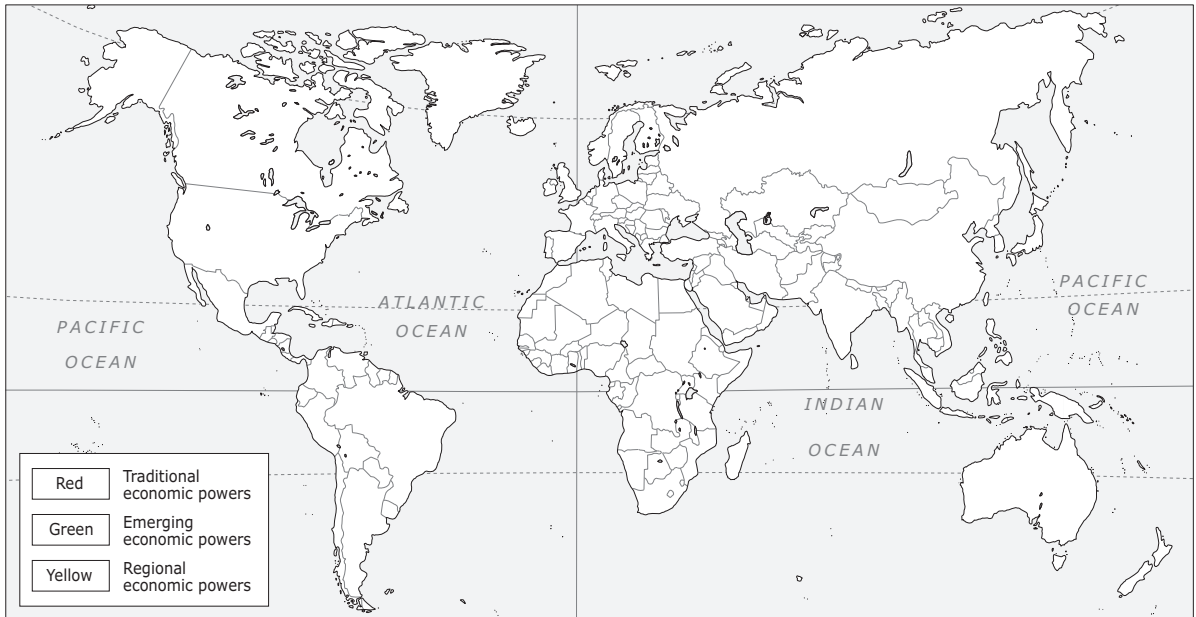 ATLANTIC
OCEAN
PACIFIC
OCEAN
PACIFIC
OCEAN
INDIAN
OCEAN
Red
Traditional
economic powers
Green
Emerging
economic powers
Yellow
Regional
economic powers